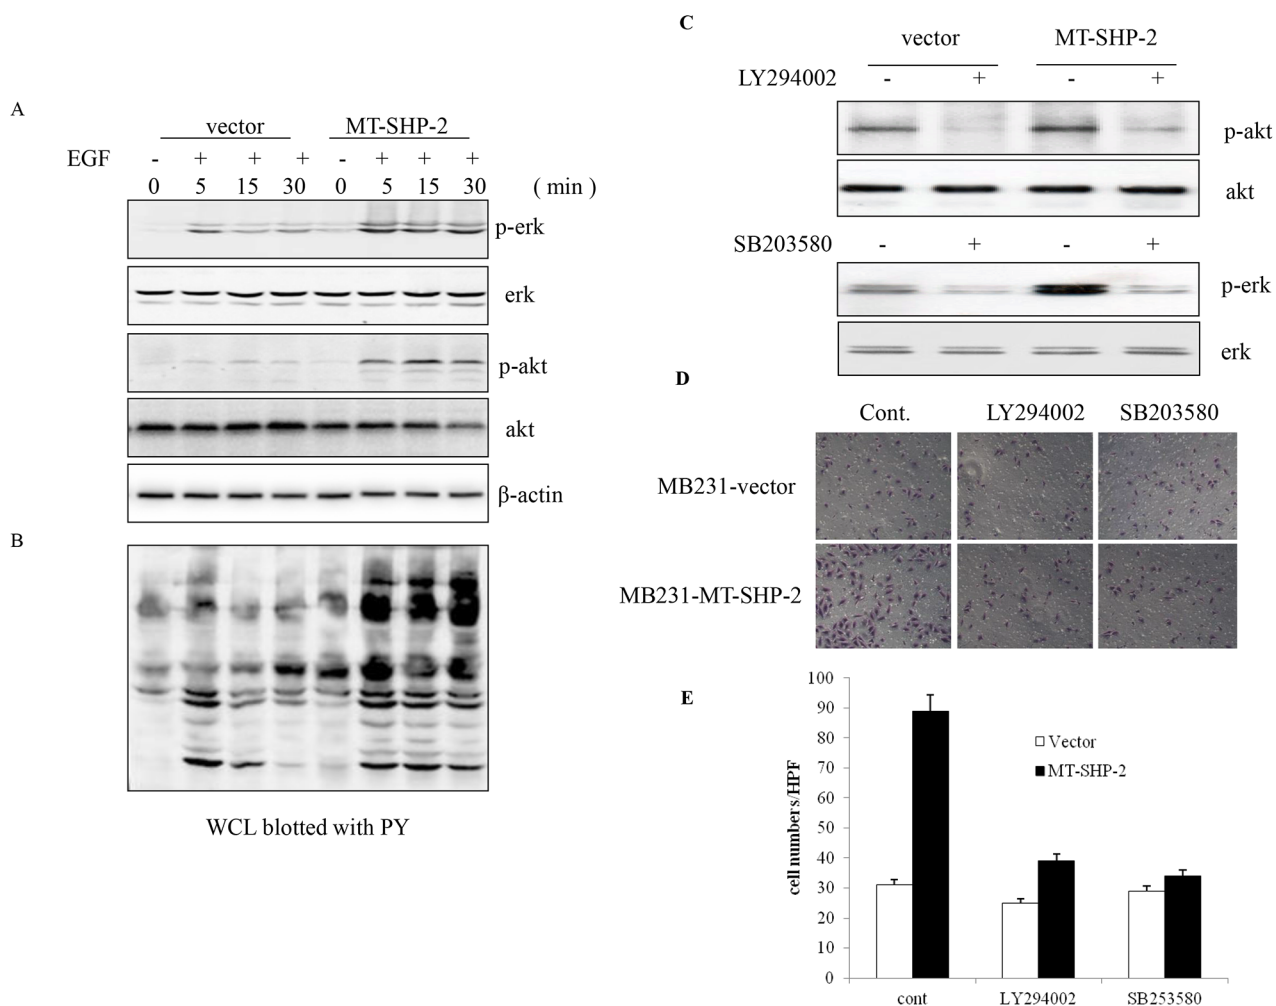 A
vector MT-SHP-2
EGF - + + + - + + +
0 5 15 30 0 5 15 30 ( min )
p-erk
erk
p-akt
akt
β-actin
B
WCL blotted with PY
C
vector MT-SHP-2
LY294002 - + - +
p-akt
akt
SB203580 - + - +
p-erk
erk
D
Cont. LY294002 SB203580
MB231-vector
MB231-MT-SHP-2
E
100
90
80
70
60
50
40
30
20
10
0
cell numbers/HPF
Vector
MT-SHP-2
cont LY294002 SB253580